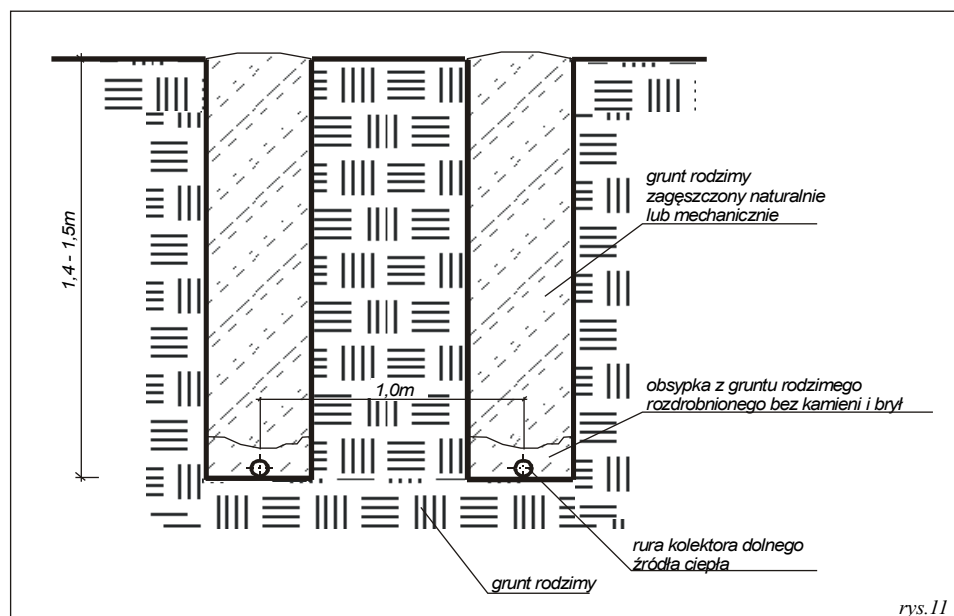 grunt rodzimy
zagęszczony naturalnie
lub mechanicznie
1,4 - 1,5m
1,0m
obsypka z gruntu rodzimego
rozdrobnionego bez kamieni i brył
rura kolektora dolnego
źródła ciepła
grunt rodzimy
rys.11